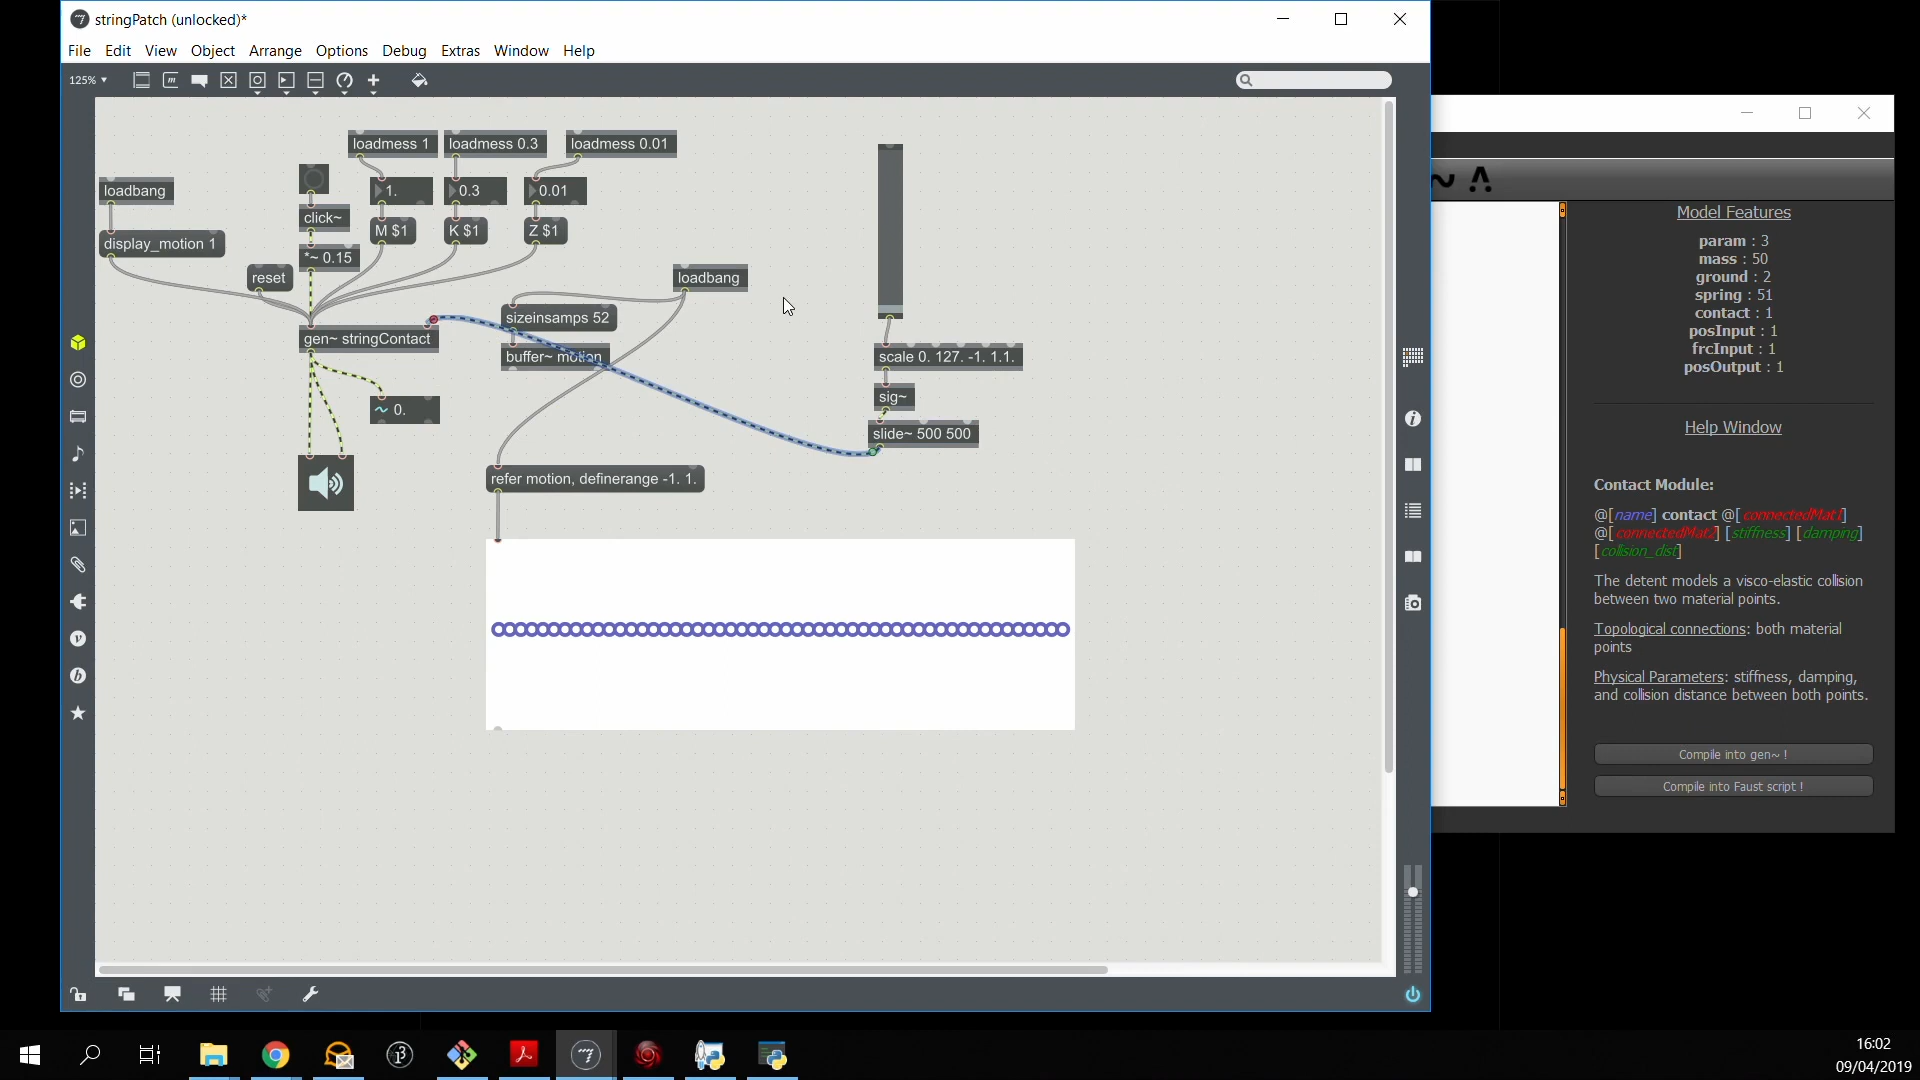 stringPatch (unlocked)*
File Edit View Object Arrange Options Debug Extras Window Help
125%
loadmess 1
loadmess 0.3
loadmess 0.01
loadbang
1.
0.3
0.01
click~
M $1
K $1
Z $1
display_motion 1
*~ 0.15
reset
loadbang
sizeinsamps 52
gen~ stringContact
buffer~ motion
scale 0. 127. -1. 1.1.
sig~
~ 0.
slide~ 500 500
refer motion, definerange -1. 1.
Model Features
param : 3
mass : 50
ground : 2
spring : 51
contact : 1
posInput : 1
frcInput : 1
posOutput : 1
Help Window
Contact Module:
@[name] contact @[connectedMat1]
@[connectedMat2] [stiffness] [damping]
[collision_dist]
The detent models a visco-elastic collision
between two material points.
Topological connections: both material
points
Physical Parameters: stiffness, damping,
and collision distance between both points.
Compile into gen~ !
Compile into Faust script !
16:02
09/04/2019